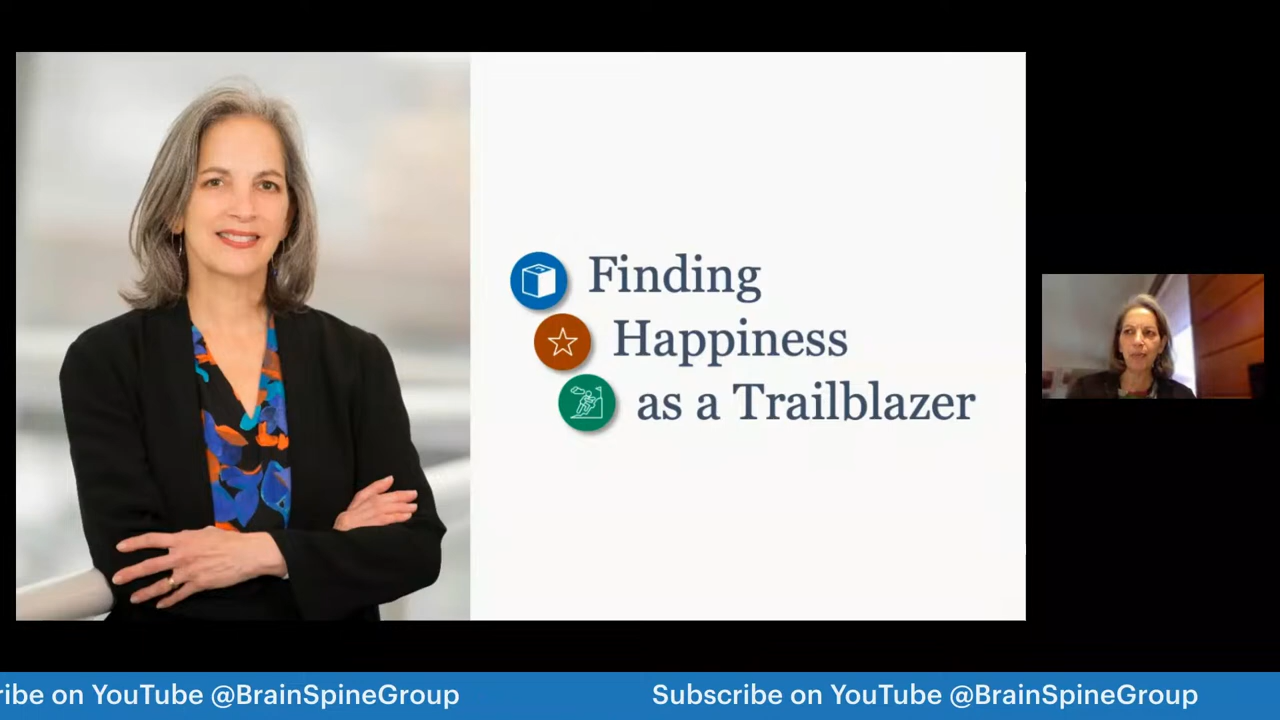 Finding
Happiness
as a Trailblazer
ribe on YouTube @BrainSpineGroup
Subscribe on YouTube @BrainSpineGroup